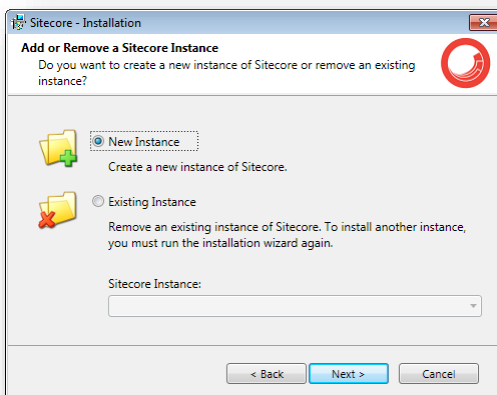 Sitecore - Installation
Add or Remove a Sitecore Instance
Do you want to create a new instance of Sitecore or remove an existing
instance?
New Instance
Create a new instance of Sitecore.
Existing Instance
Remove an existing instance of Sitecore. To install another instance,
you must run the installation wizard again.
Sitecore Instance:
< Back Next > Cancel